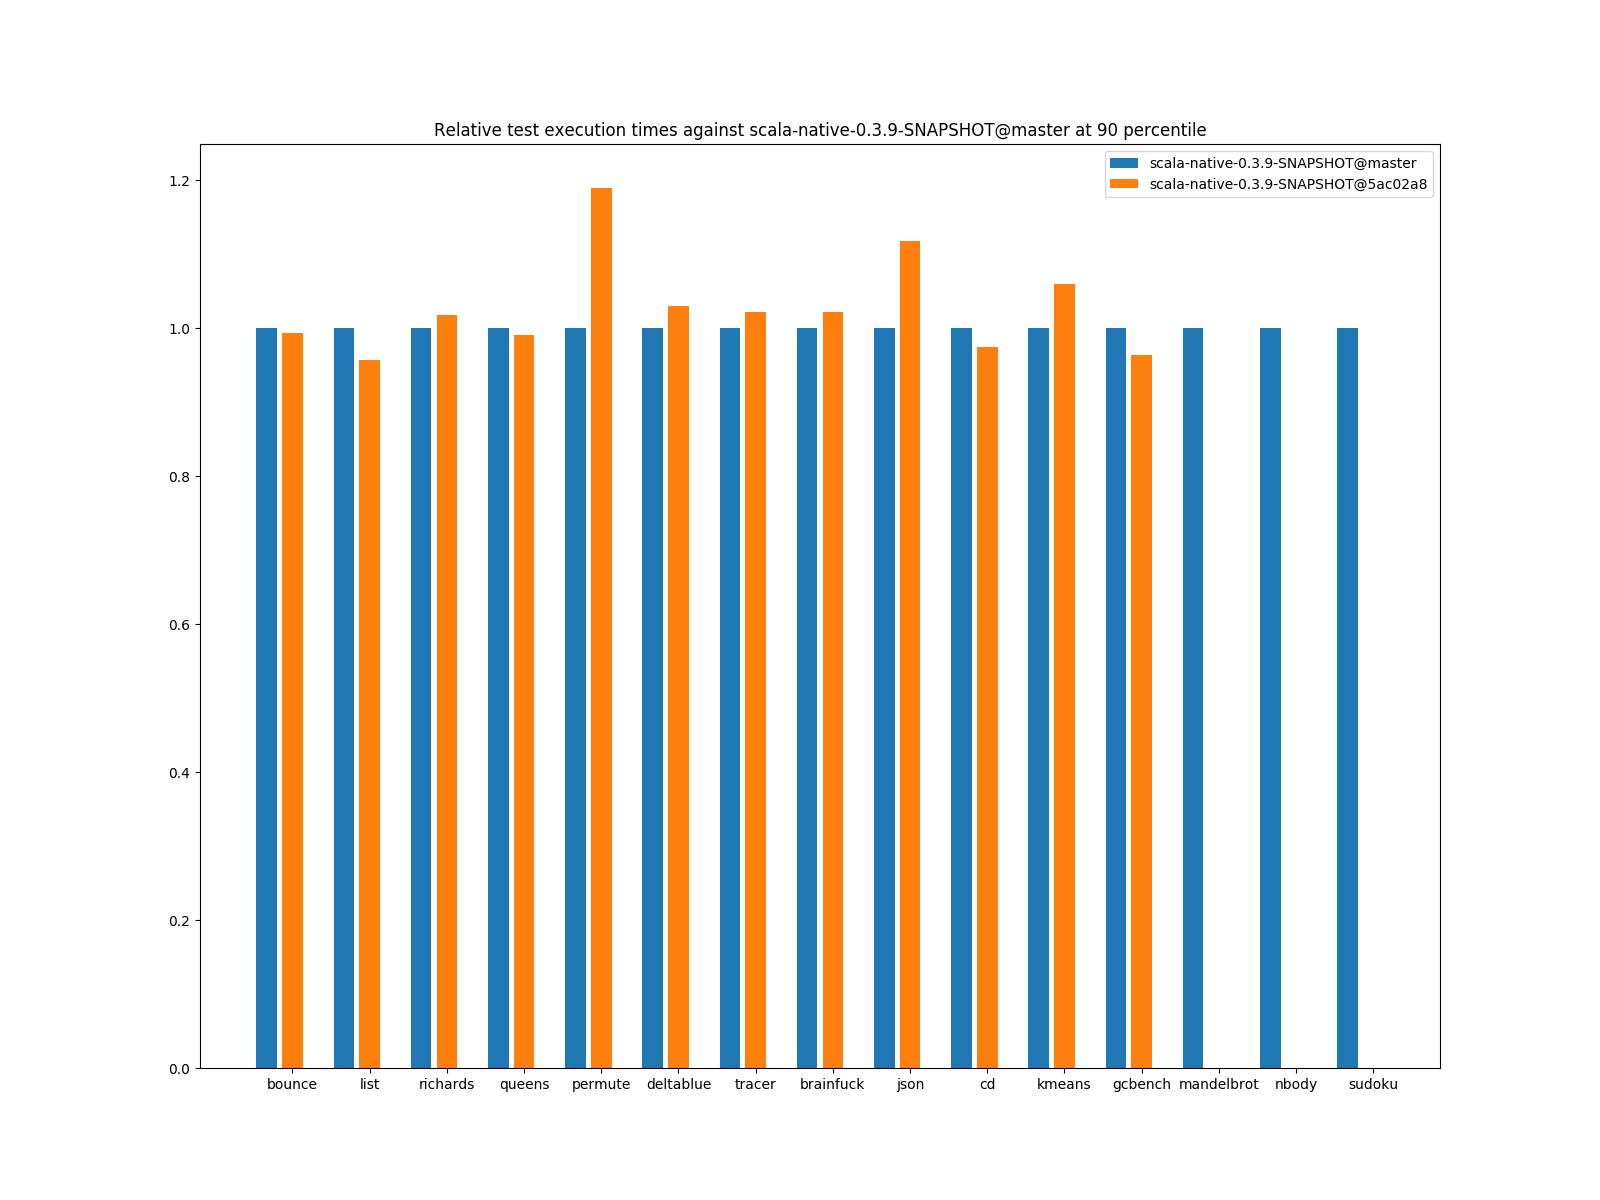 Relative test execution times against scala-native-0.3.9-SNAPSHOT@master at 90 percentile
scala-native-0.3.9-SNAPSHOT@master
scala-native-0.3.9-SNAPSHOT@5ac02a8
1.2
1.0
0.8
0.6
0.4
0.2
0.0
bounce list richards queens permute deltablue tracer brainfuck json cd kmeans gcbench mandelbrot nbody sudoku